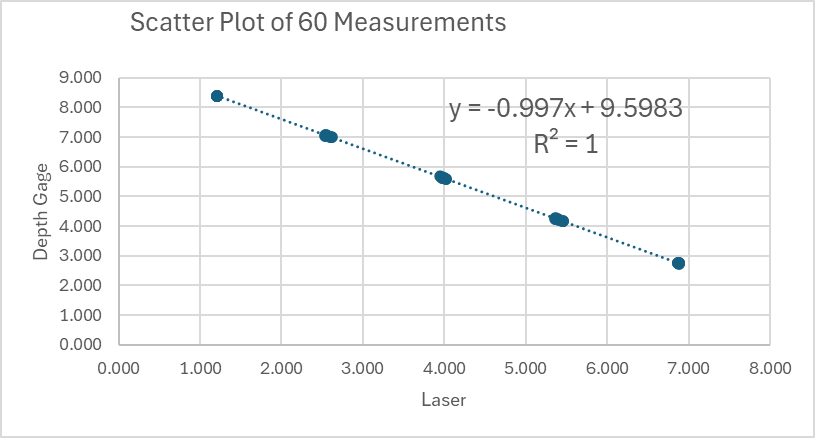 Scatter Plot of 60 Measurements
9.000
8.000
7.000
6.000
5.000
4.000
3.000
2.000
1.000
0.000
Depth Gage
y = -0.997x + 9.5983
R² = 1
0.000 1.000 2.000 3.000 4.000 5.000 6.000 7.000 8.000
Laser